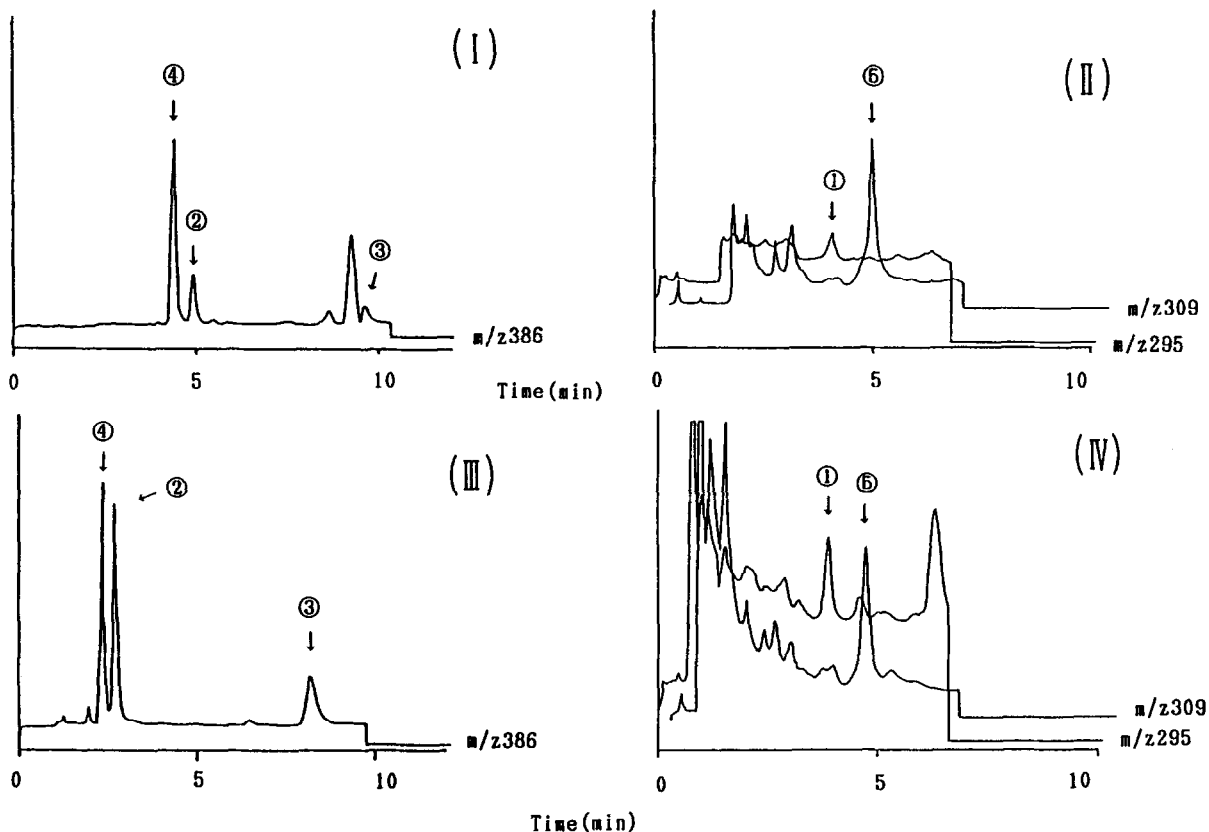 (I)
④
②
③
m/z386
0 5 10
Time(min)
(II)
⑤
①
m/z309
m/z295
0 5 10
(III)
④
②
③
m/z386
0 5 10
(IV)
①
⑤
m/z309
m/z295
0 5 10
Time(min)